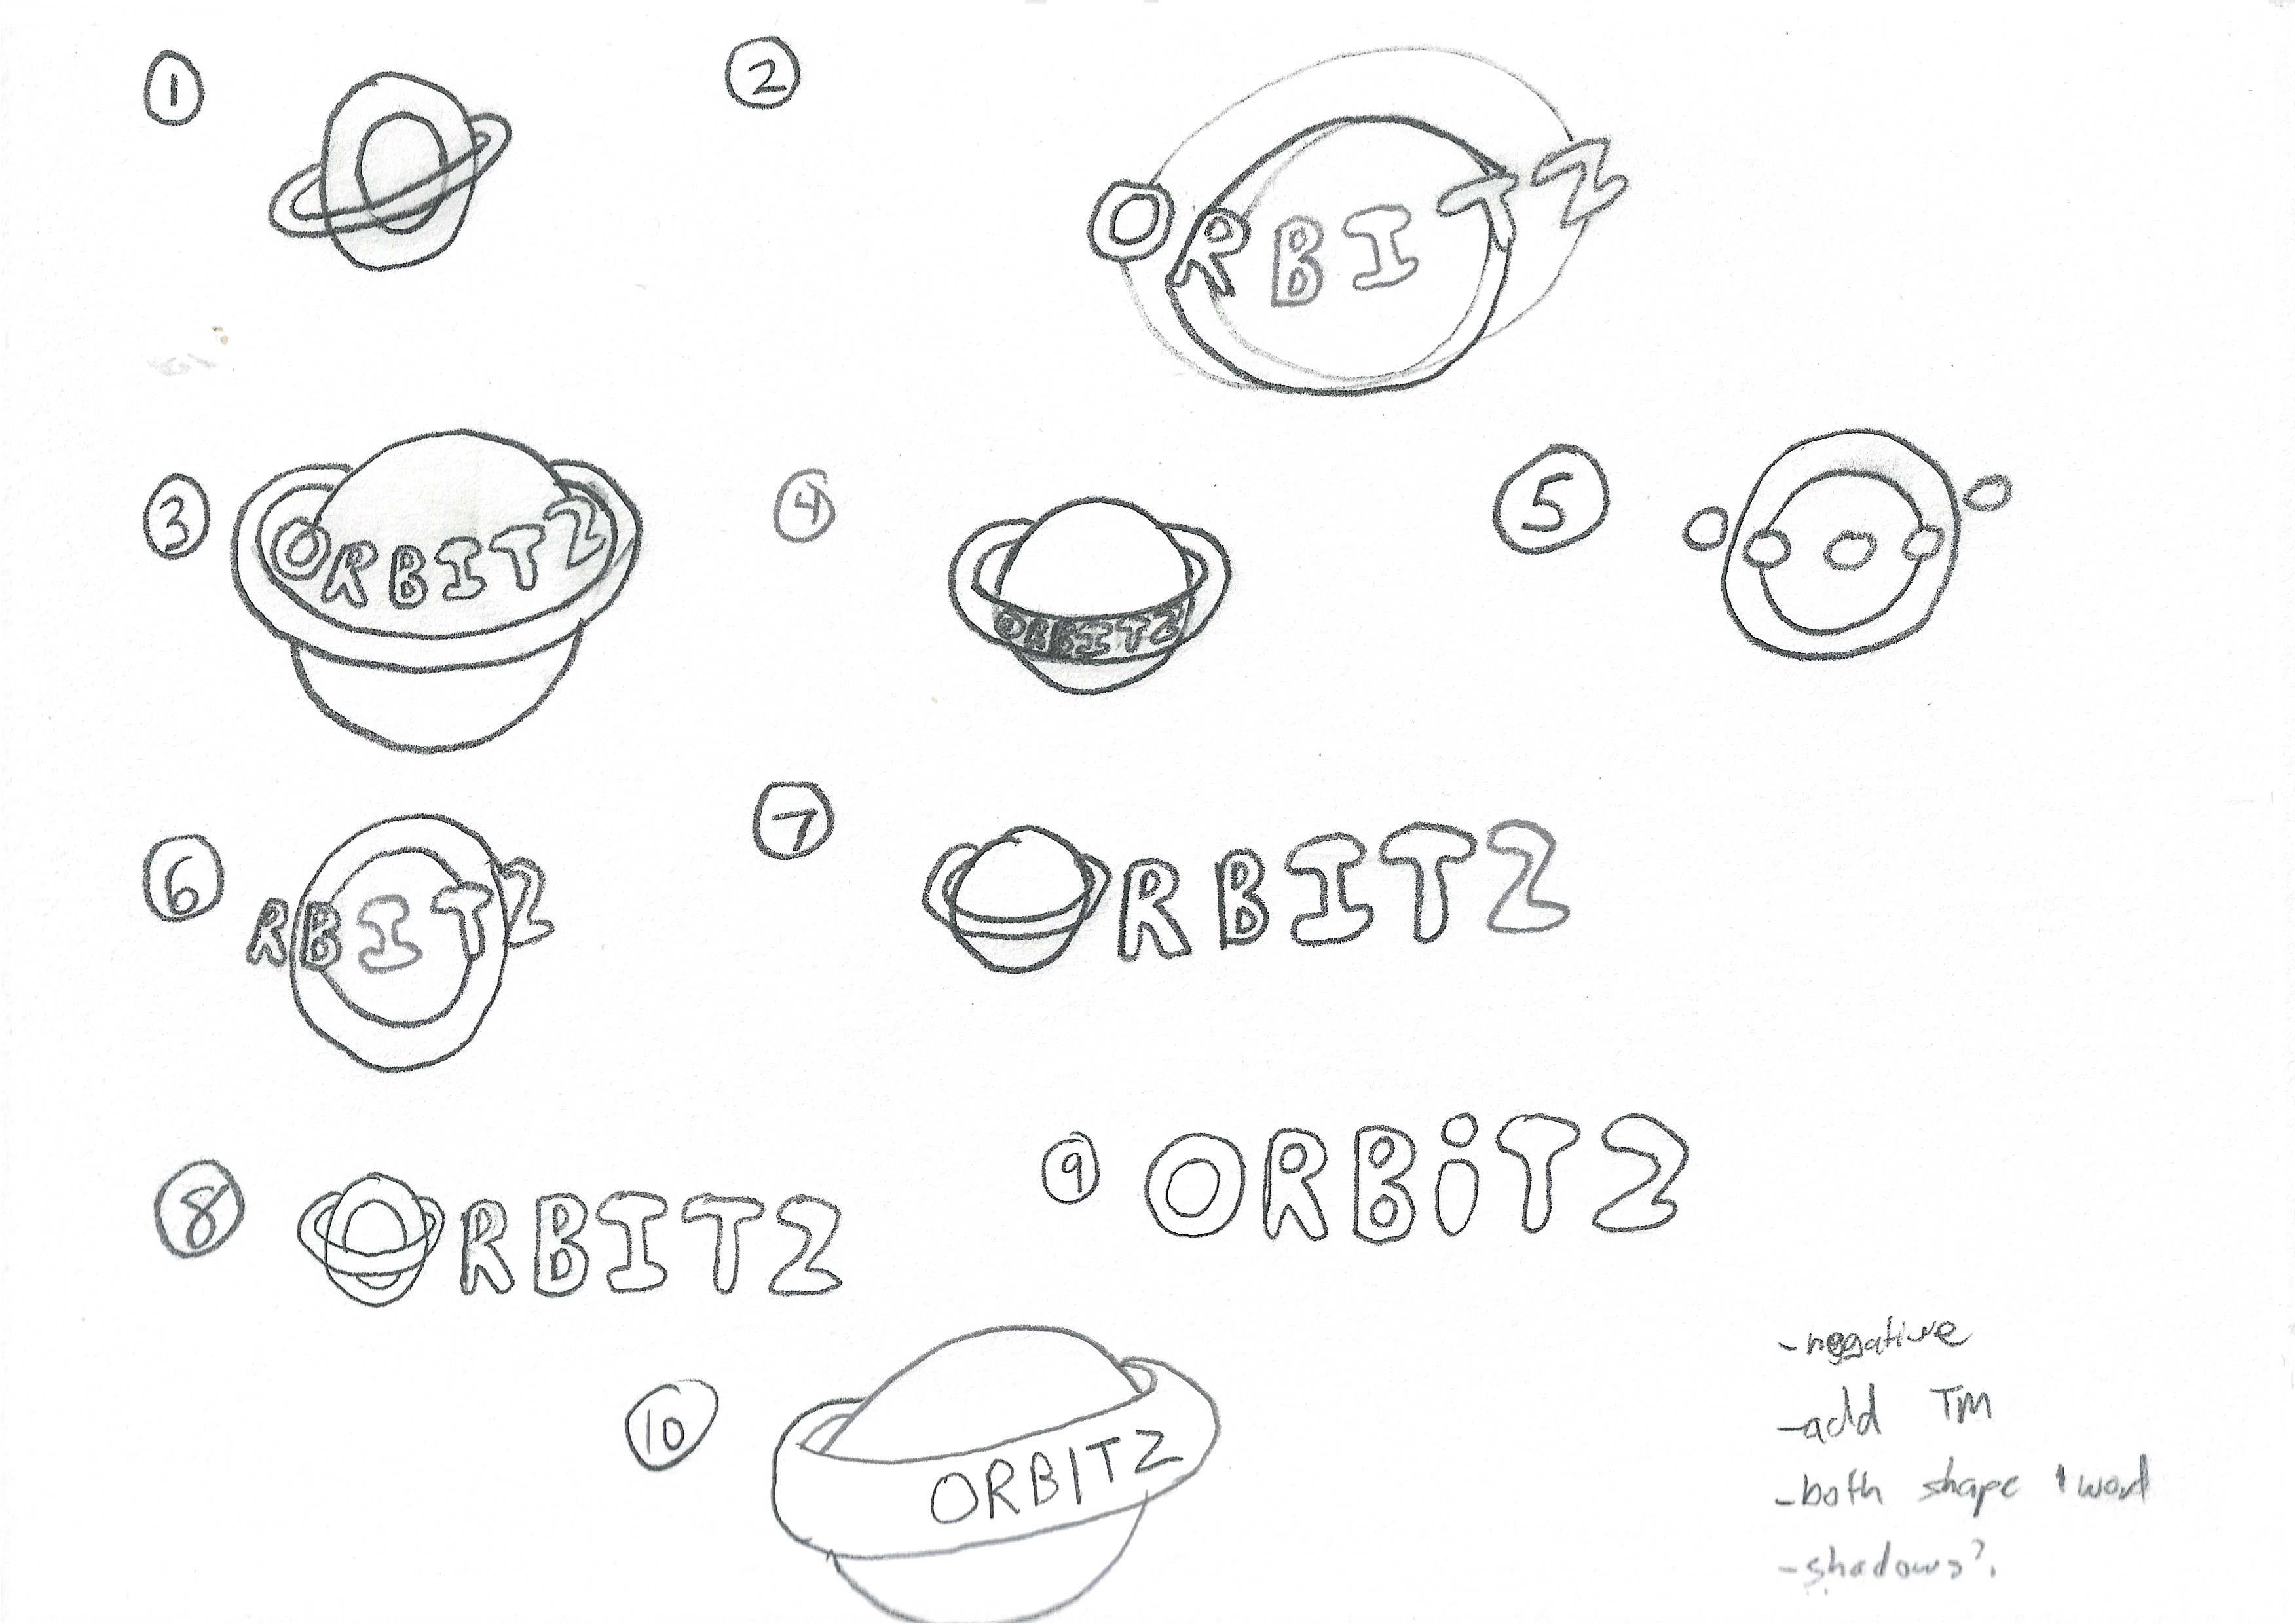 1
2
ORBITZ
3
ORBITZ
4
ORBITZ
5
6
RBITZ
7
RBITZ
8
ORBITZ
9
ORBiTZ
10
ORBITZ
-negative
-add TM
-both shape & word
-shadows?